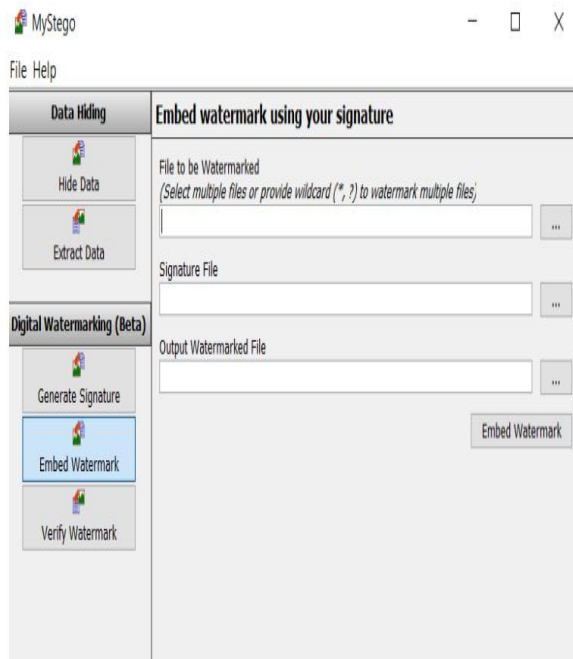 MyStego
File Help
Data Hiding
Hide Data
Extract Data
Digital Watermarking (Beta)
Generate Signature
Embed Watermark
Verify Watermark
Embed watermark using your signature
File to be Watermarked
(Select multiple files or provide wildcard (*, ?) to watermark multiple files)
...
Signature File
...
Output Watermarked File
...
Embed Watermark